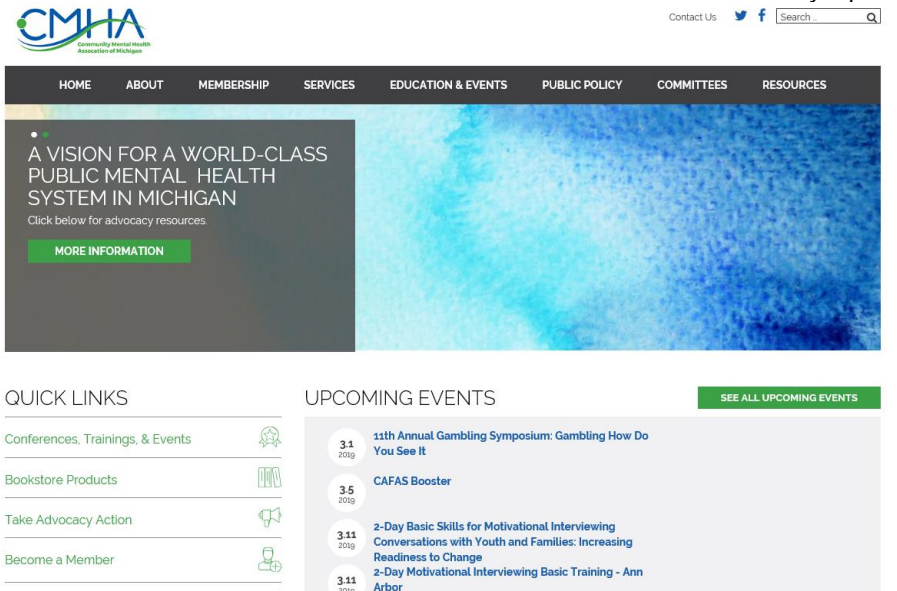 CMHA
Community Mental Health
Association of Michigan
Contact Us
Search ..
HOME ABOUT MEMBERSHIP SERVICES EDUCATION & EVENTS PUBLIC POLICY COMMITTEES RESOURCES
A VISION FOR A WORLD-CLASS
PUBLIC MENTAL HEALTH
SYSTEM IN MICHIGAN
Click below for advocacy resources.
MORE INFORMATION
QUICK LINKS
Conferences, Trainings, & Events
Bookstore Products
Take Advocacy Action
Become a Member
UPCOMING EVENTS
SEE ALL UPCOMING EVENTS
3.1
2019
11th Annual Gambling Symposium: Gambling How Do
You See It
3.5
2019
CAFAS Booster
3.11
2019
2-Day Basic Skills for Motivational Interviewing
Conversations with Youth and Families: Increasing
Readiness to Change
3.11
2019
2-Day Motivational Interviewing Basic Training - Ann
Arbor